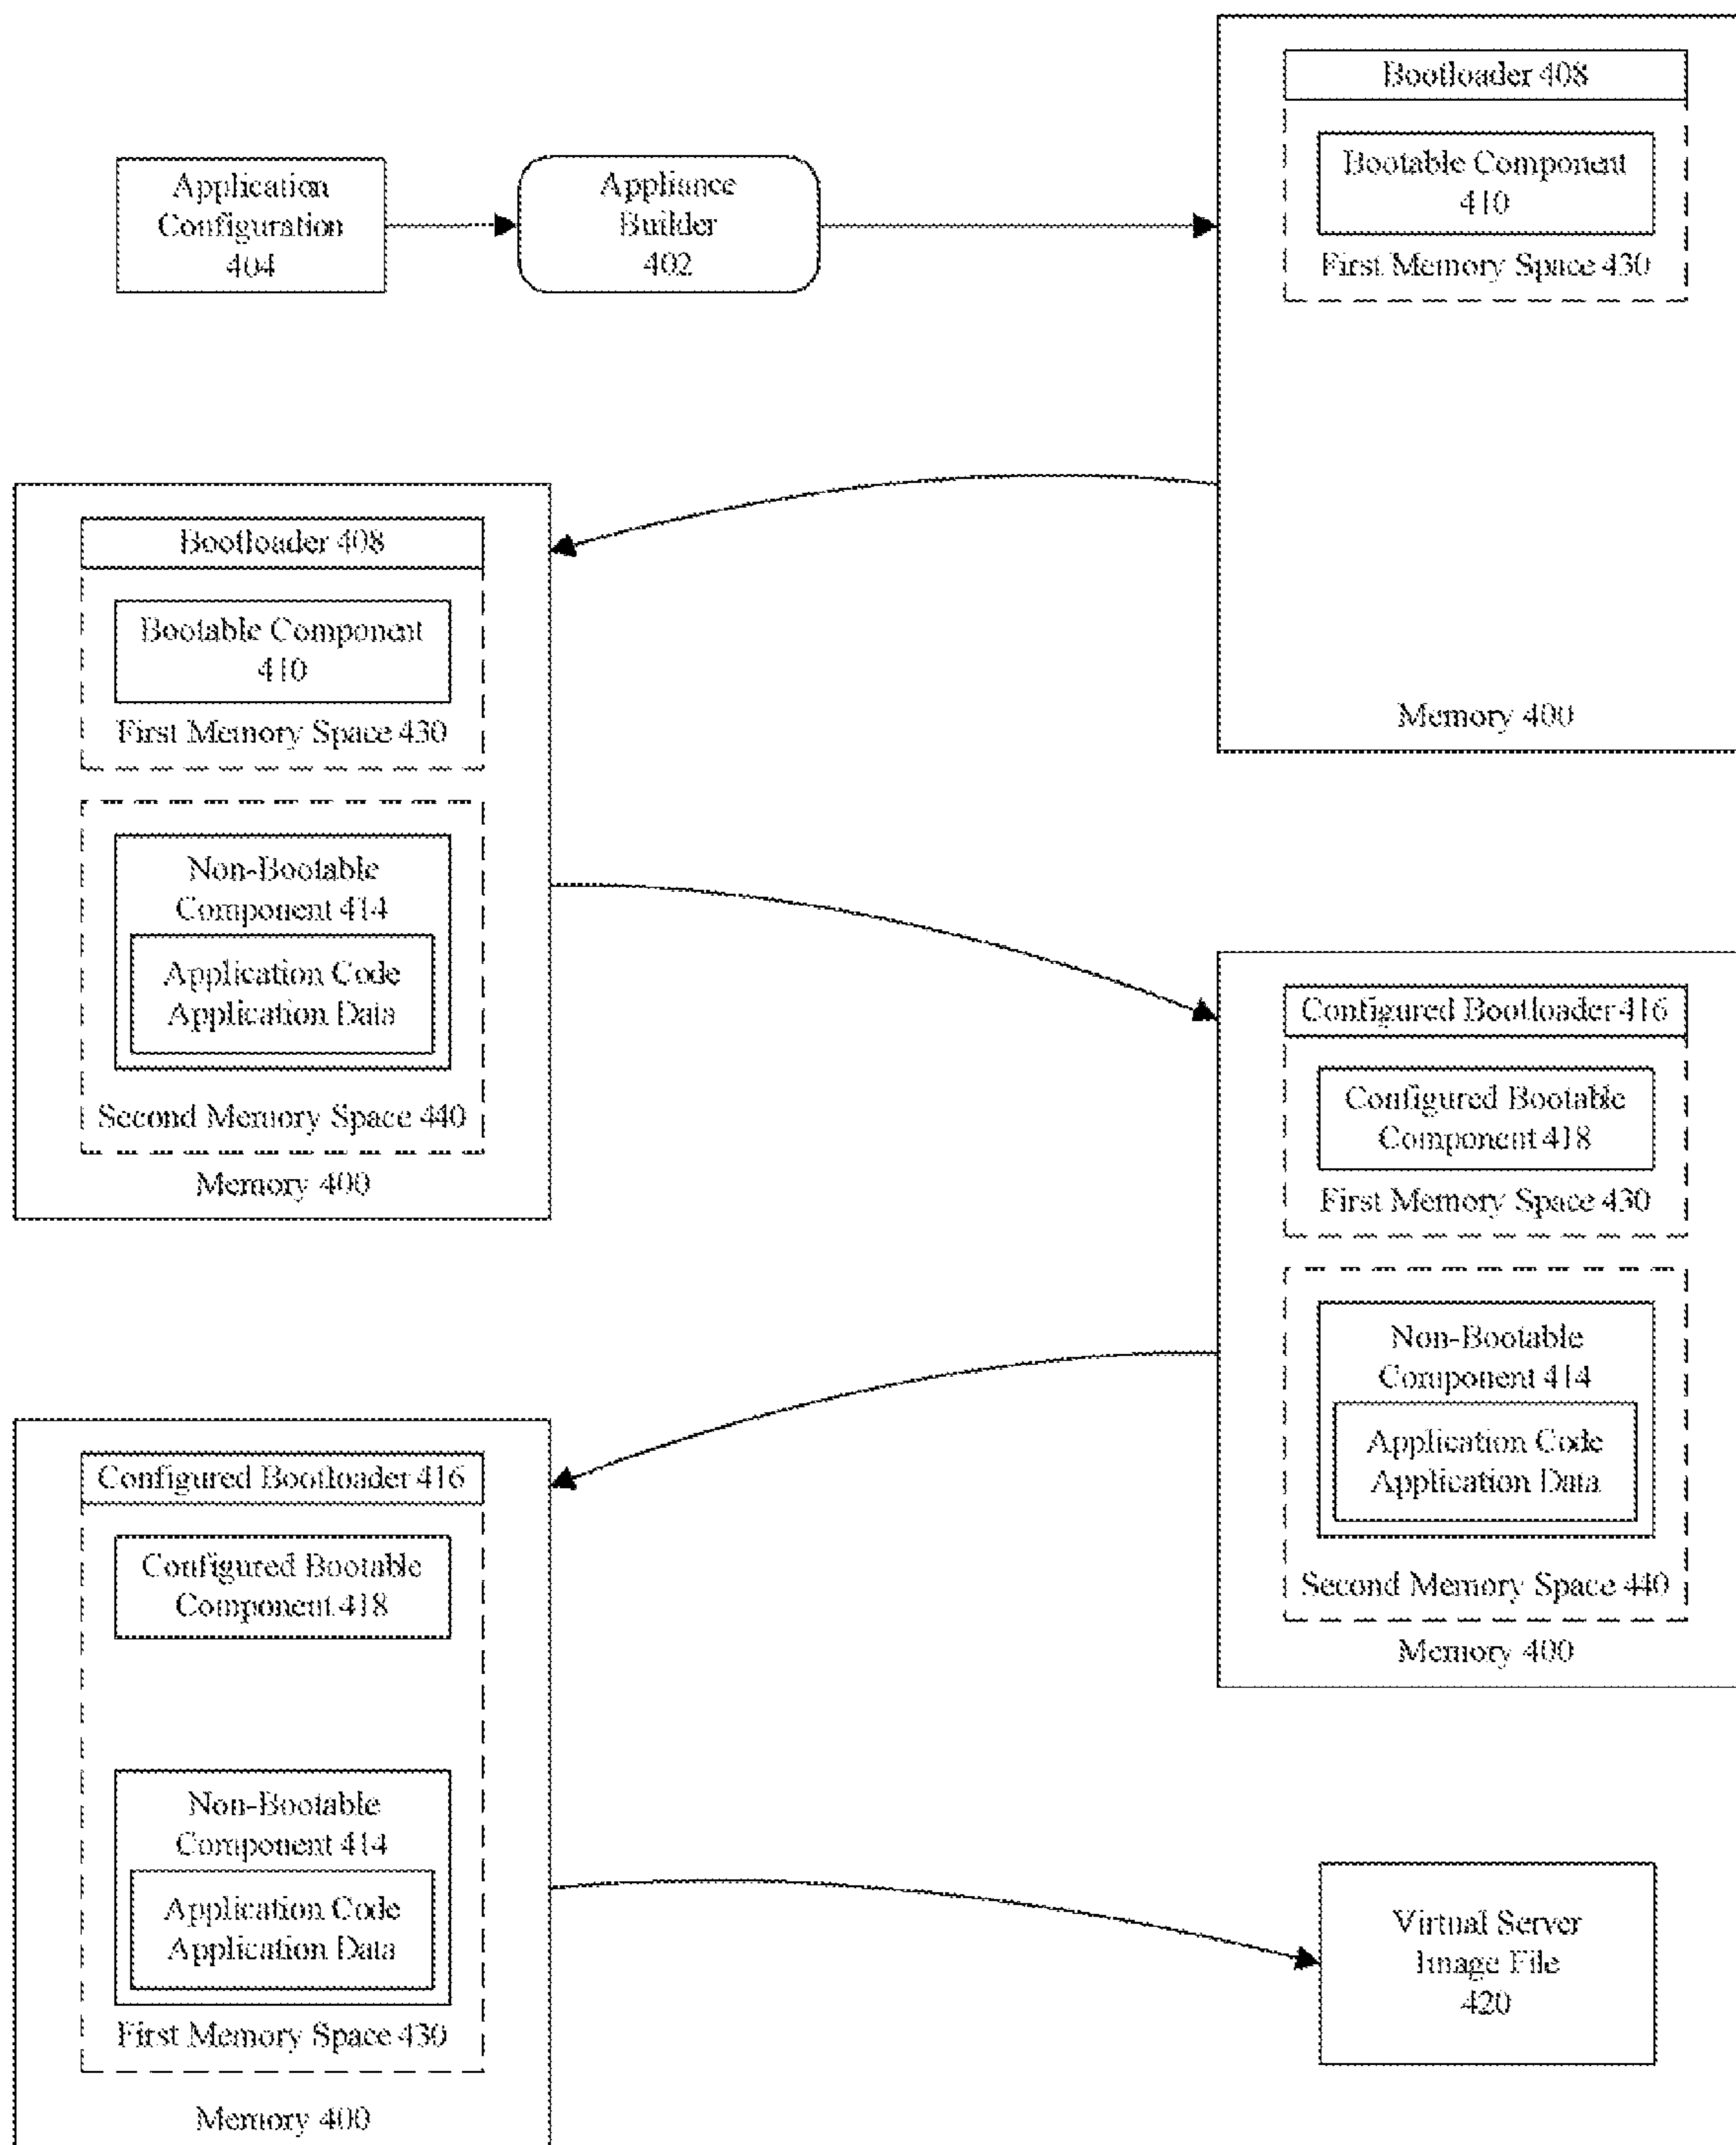 Application
Configuration
404
Appliance
Builder
402
Bootloader 408
Bootable Component
410
First Memory Space 430
Memory 400
Bootloader 408
Bootable Component
410
First Memory Space 430
Non-Bootable
Component 414
Application Code
Application Data
Second Memory Space 440
Memory 400
Configured Bootloader 416
Configured Bootable
Component 418
First Memory Space 430
Non-Bootable
Component 414
Application Code
Application Data
Second Memory Space 440
Memory 400
Configured Bootloader 416
Configured Bootable
Component 418
Non-Bootable
Component 414
Application Code
Application Data
First Memory Space 430
Memory 400
Virtual Server
Image File
420